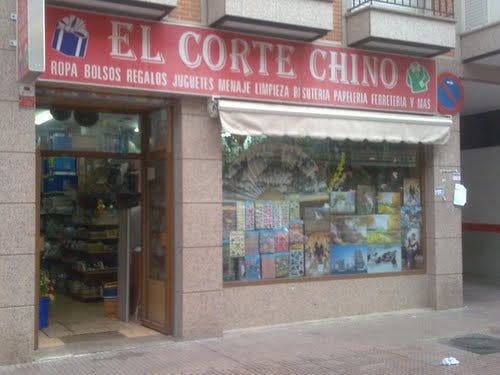 EL CORTE CHINO
ROPA BOLSOS REGALOS JUGUETES MENAJE LIMPIEZA BISUTERIA PAPELERIA FERRETERIA Y MAS